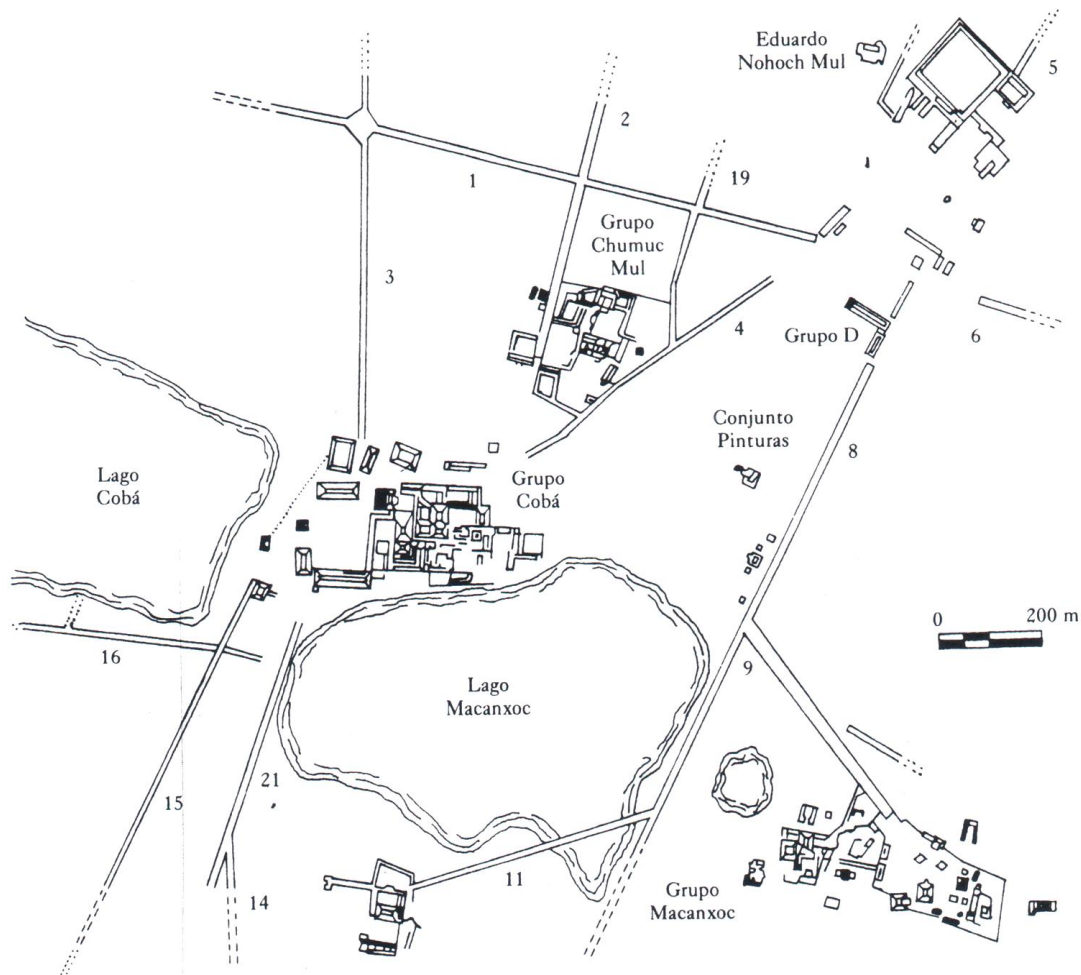 Eduardo
Nohoch Mul
5
2
1
19
Grupo
Chumuc
Mul
3
4
Grupo D
6
Conjunto
Pinturas
8
Lago
Cobá
Grupo
Cobá
0 200 m
16
9
Lago
Macanxoc
15
21
11
14
Grupo
Macanxoc